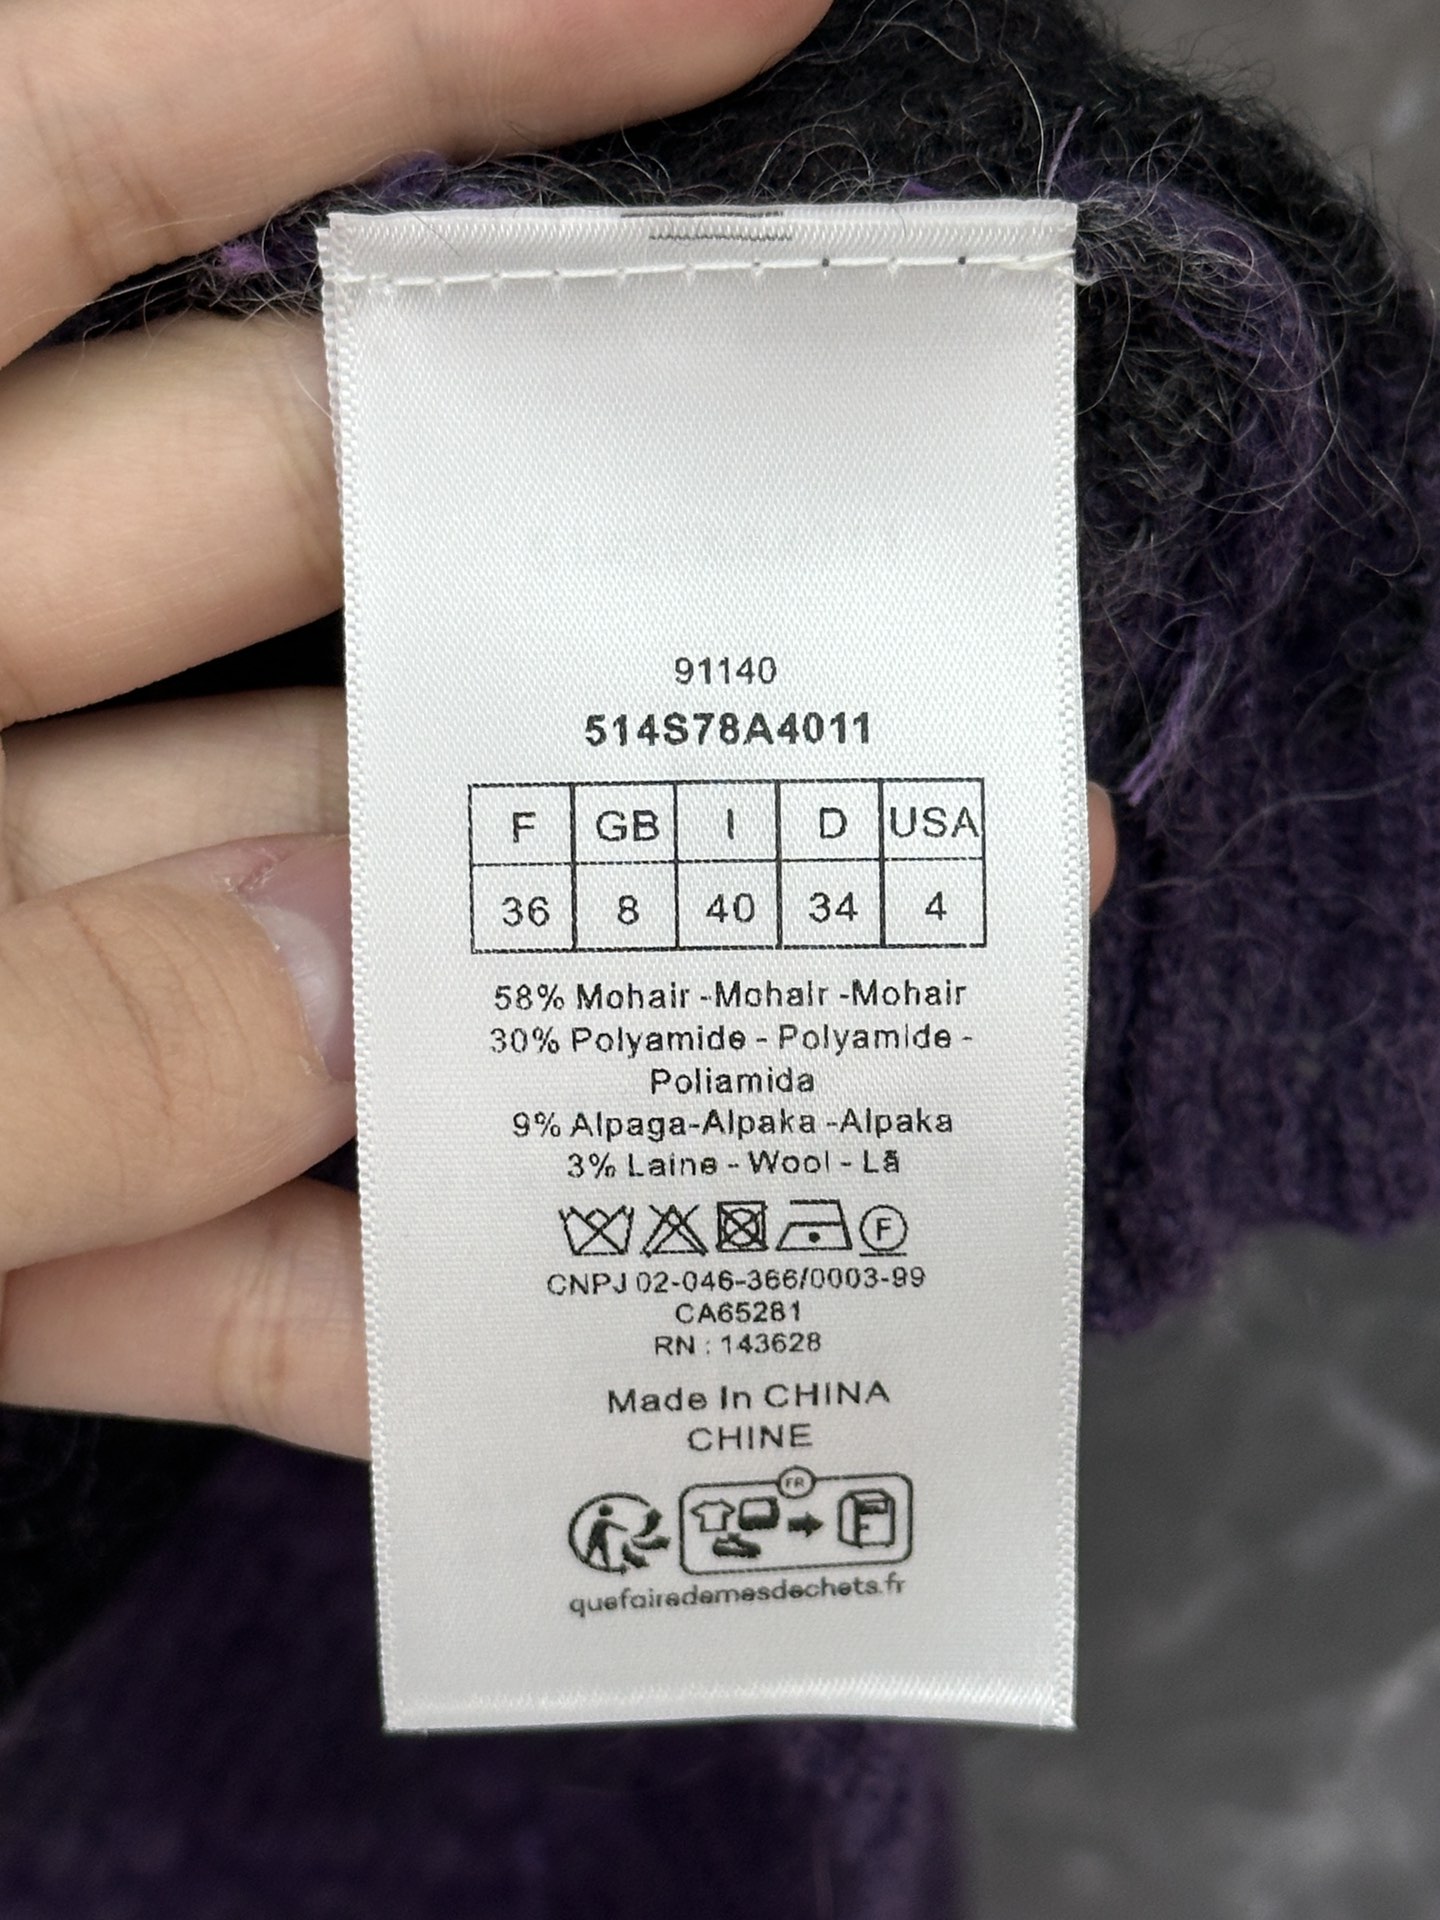 91140
514S78A4011
F GB I D USA
36 8 40 34 4
58% Mohair -Mohair -Mohair
30% Polyamide - Polyamide -
Poliamida
9% Alpaga-Alpaka -Alpaka
3% Laine - Wool - Lã
F
CNPJ 02-046-366/0003-99
CA65281
RN : 143628
Made In CHINA
CHINE
FR
quefairedemesdechets.fr